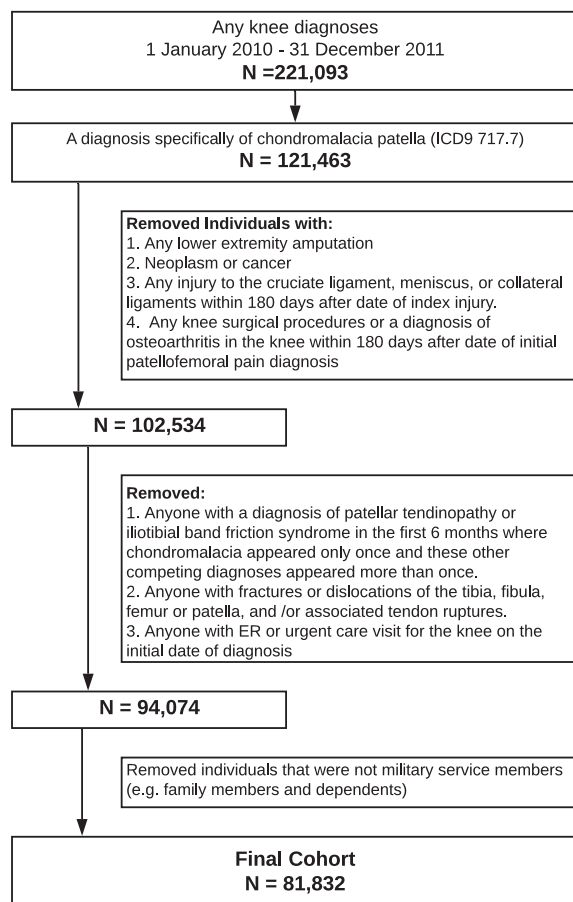 Any knee diagnoses
1 January 2010 - 31 December 2011
N =221,093
A diagnosis specifically of chondromalacia patella (ICD9 717.7)
N = 121,463
Removed Individuals with:
1. Any lower extremity amputation
2. Neoplasm or cancer
3. Any injury to the cruciate ligament, meniscus, or collateral
ligaments within 180 days after date of index injury.
4. Any knee surgical procedures or a diagnosis of
osteoarthritis in the knee within 180 days after date of initial
patellofemoral pain diagnosis
N = 102,534
Removed:
1. Anyone with a diagnosis of patellar tendinopathy or
iliotibial band friction syndrome in the first 6 months where
chondromalacia appeared only once and these other
competing diagnoses appeared more than once.
2. Anyone with fractures or dislocations of the tibia, fibula,
femur or patella, and /or associated tendon ruptures.
3. Anyone with ER or urgent care visit for the knee on the
initial date of diagnosis
N = 94,074
Removed individuals that were not military service members
(e.g. family members and dependents)
Final Cohort
N = 81,832